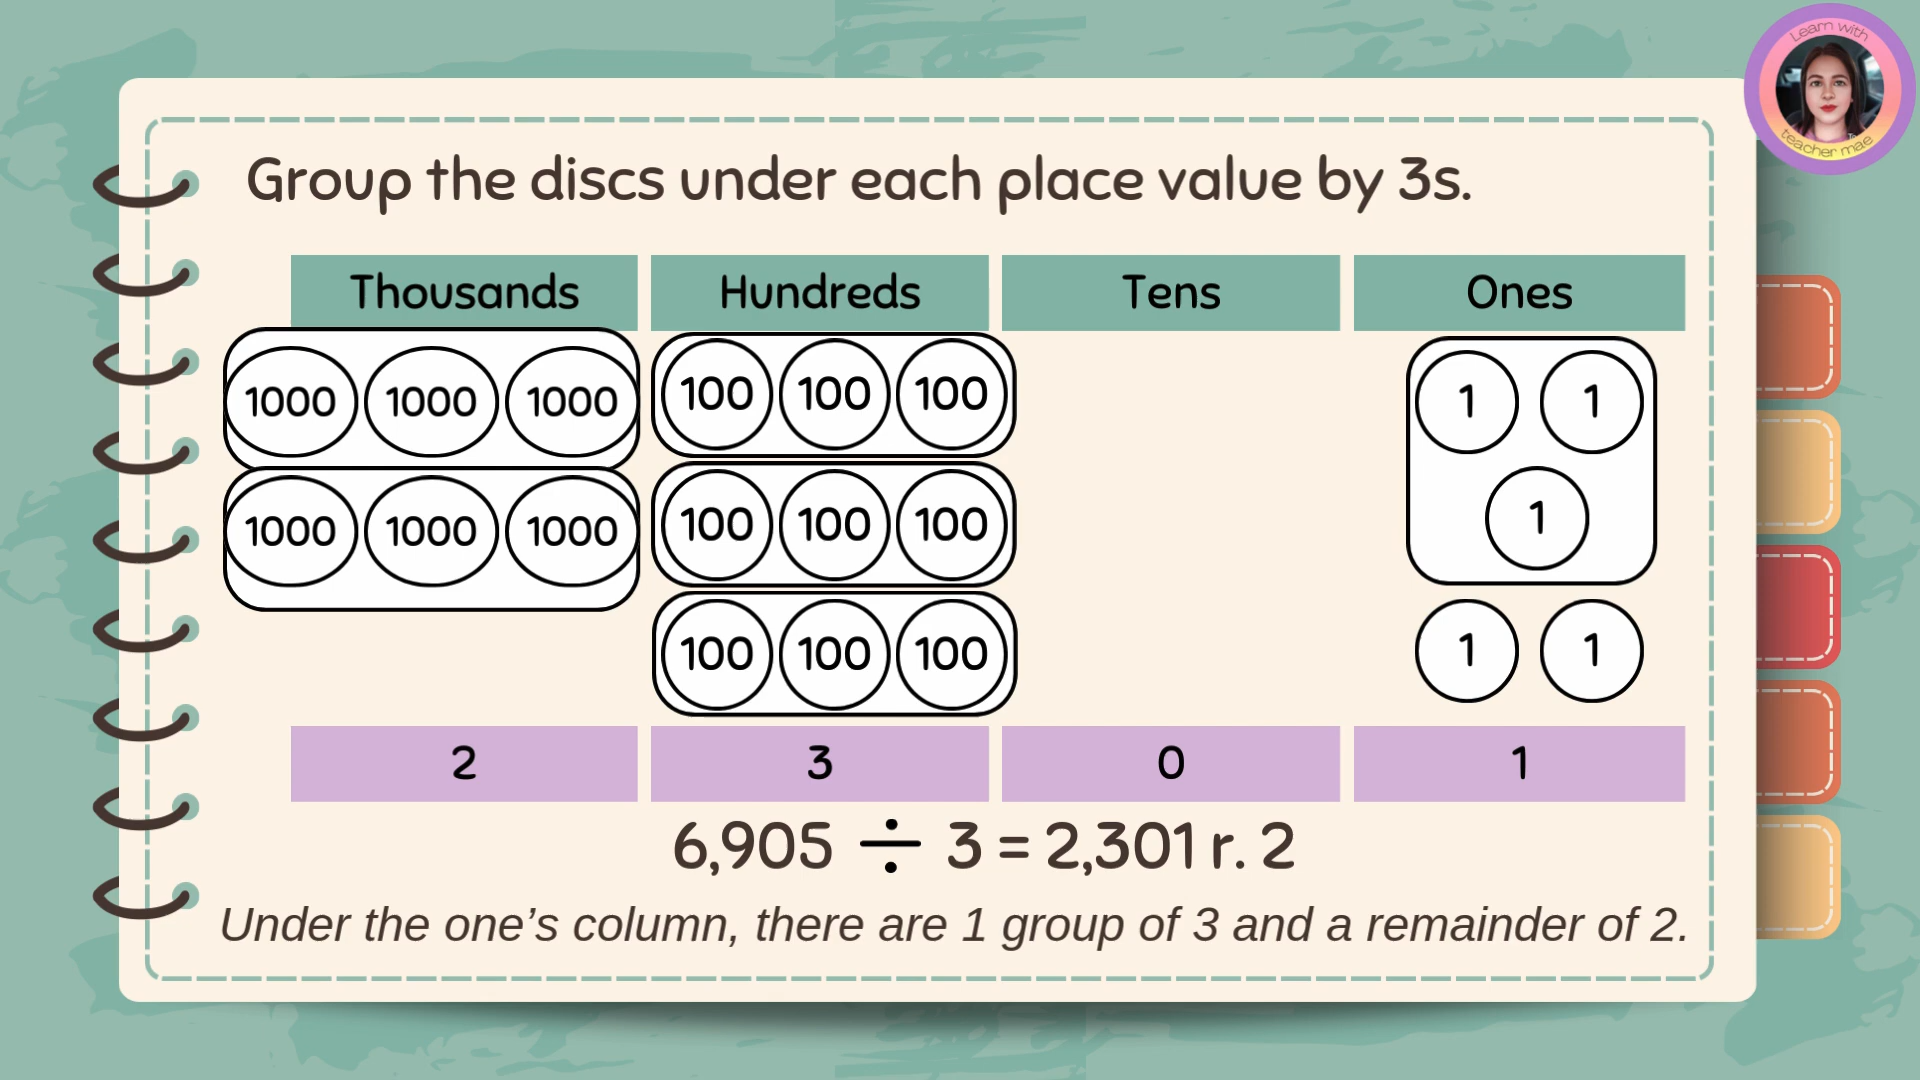 Learn with
teacher mae
Group the discs under each place value by 3s.
Thousands Hundreds Tens Ones
1000 1000 1000 100 100 100 1 1
1000 1000 1000 100 100 100 1
100 100 100 1 1
2 3 0 1
6,905 ÷ 3 = 2,301 r. 2
Under the one’s column, there are 1 group of 3 and a remainder of 2.